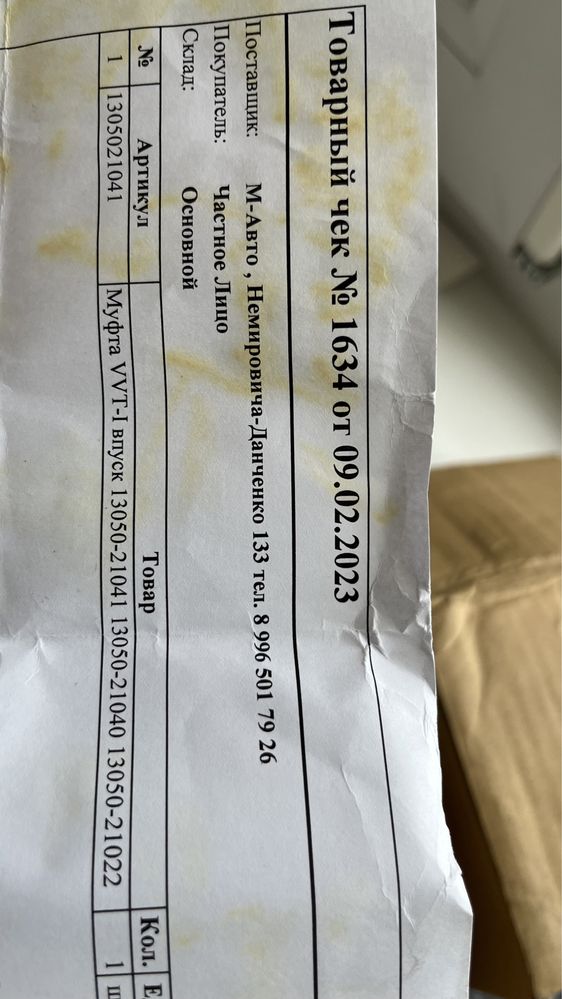 Товарный чек № 1634 от 09.02.2023
Поставщик: М-Авто , Немировича-Данченко 133 тел. 8 996 501 79 26
Покупатель: Частное Лицо
Склад: Основной
№ Артикул Товар Кол.
1 1305021041 Муфта VVT-I впуск 13050-21041 13050-21040 13050-21022 1